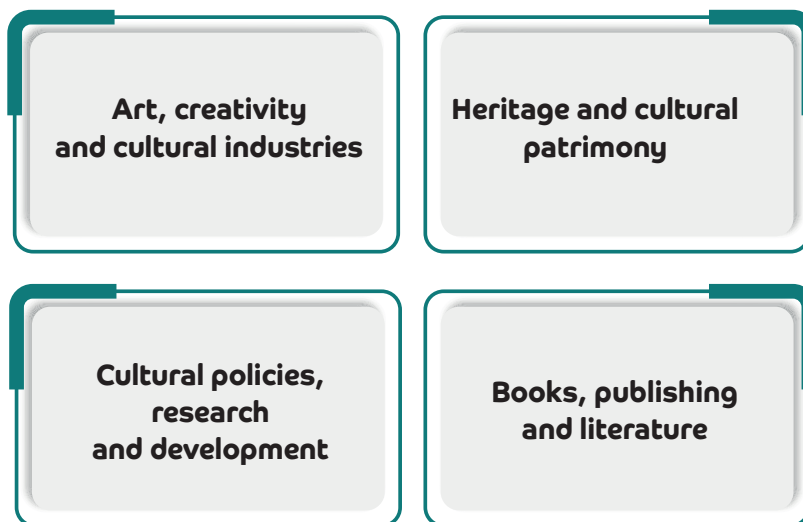 Art, creativity
and cultural industries
Heritage and cultural
patrimony
Cultural policies,
research
and development
Books, publishing
and literature